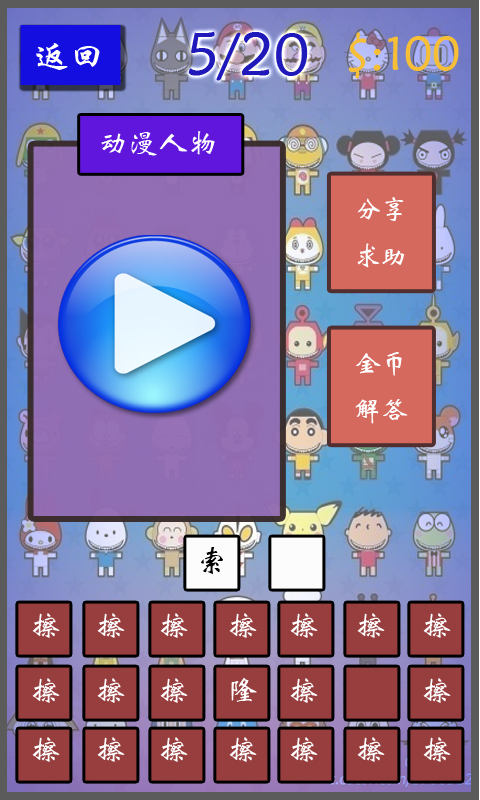 返回 5/20 $:100
动漫人物
分享
求助
金币
解答
索
擦 擦 擦 擦 擦 擦 擦
擦 擦 擦 隆 擦 擦
擦 擦 擦 擦 擦 擦 擦